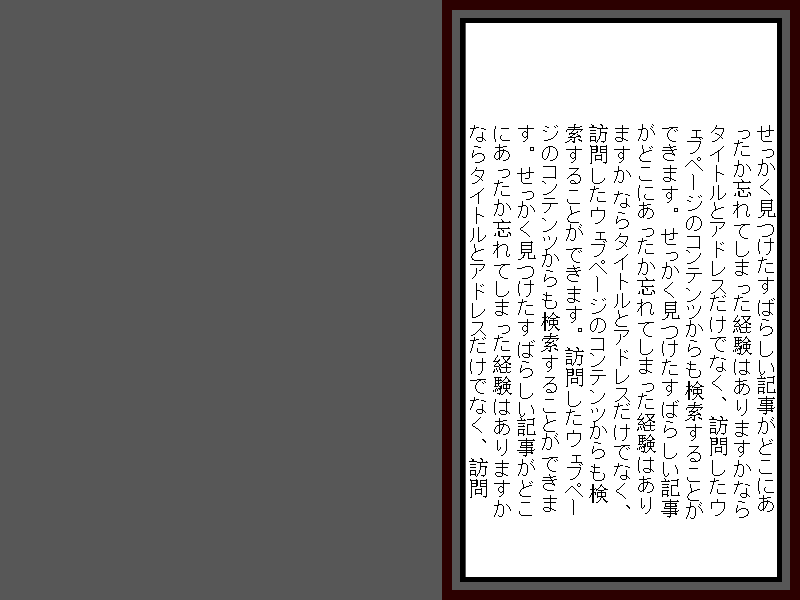 せっかく見つけたすばらしい記事がどこにあ
ったか忘れてしまった経験はありますかなら
タイトルとアドレスだけでなく、訪問したウ
ェブページのコンテンツからも検索することが
できます。せっかく見つけたすばらしい記事
がどこにあったか忘れてしまった経験はあり
ますか ならタイトルとアドレスだけでなく、
訪問したウェブページのコンテンツからも検
索することができます。訪問したウェブペー
ジのコンテンツからも検索することができま
す。せっかく見つけたすばらしい記事がどこ
にあったか忘れてしまった経験はありますか
ならタイトルとアドレスだけでなく、訪問